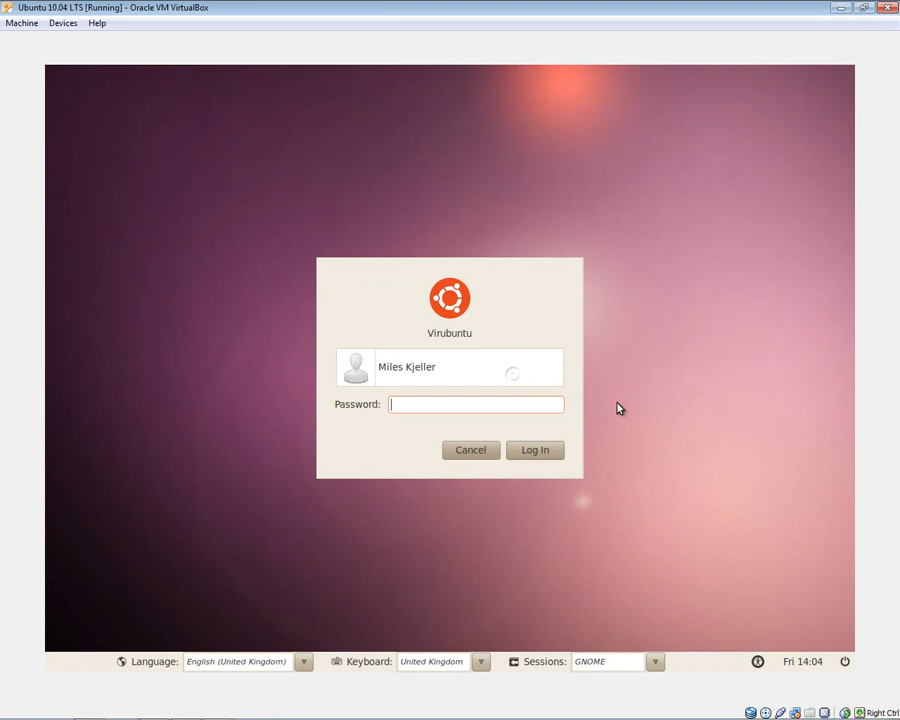 Ubuntu 10.04 LTS [Running] - Oracle VM VirtualBox
Machine Devices Help
Virubuntu
Miles Kjeller
Password:
Cancel Log In
Language: English (United Kingdom) Keyboard: United Kingdom Sessions: GNOME Fri 14:04
Right Ctrl